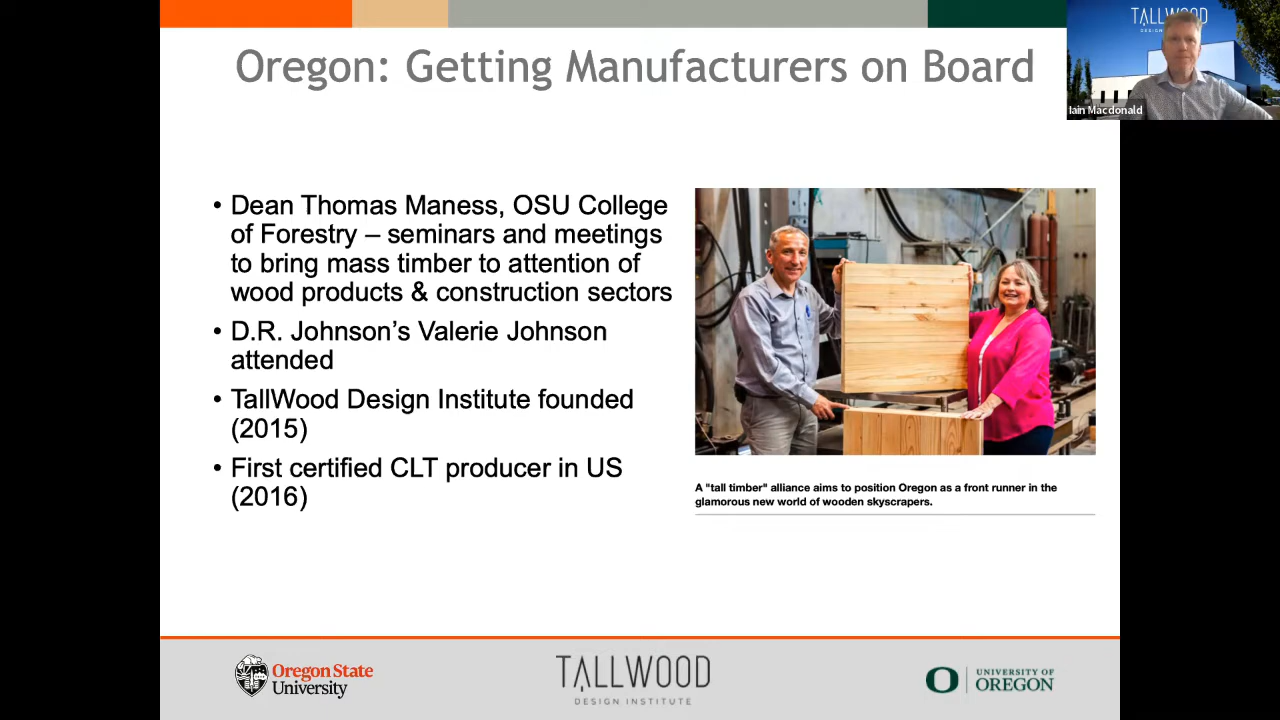 Oregon: Getting Manufacturers on Board
TALLWOOD
Iain Macdonald
• Dean Thomas Maness, OSU College
of Forestry – seminars and meetings
to bring mass timber to attention of
wood products & construction sectors
• D.R. Johnson’s Valerie Johnson
attended
• TallWood Design Institute founded
(2015)
• First certified CLT producer in US
(2016)
A "tall timber" alliance aims to position Oregon as a front runner in the
glamorous new world of wooden skyscrapers.
Oregon State
University
TALLWOOD
DESIGN INSTITUTE
O
UNIVERSITY OF
OREGON